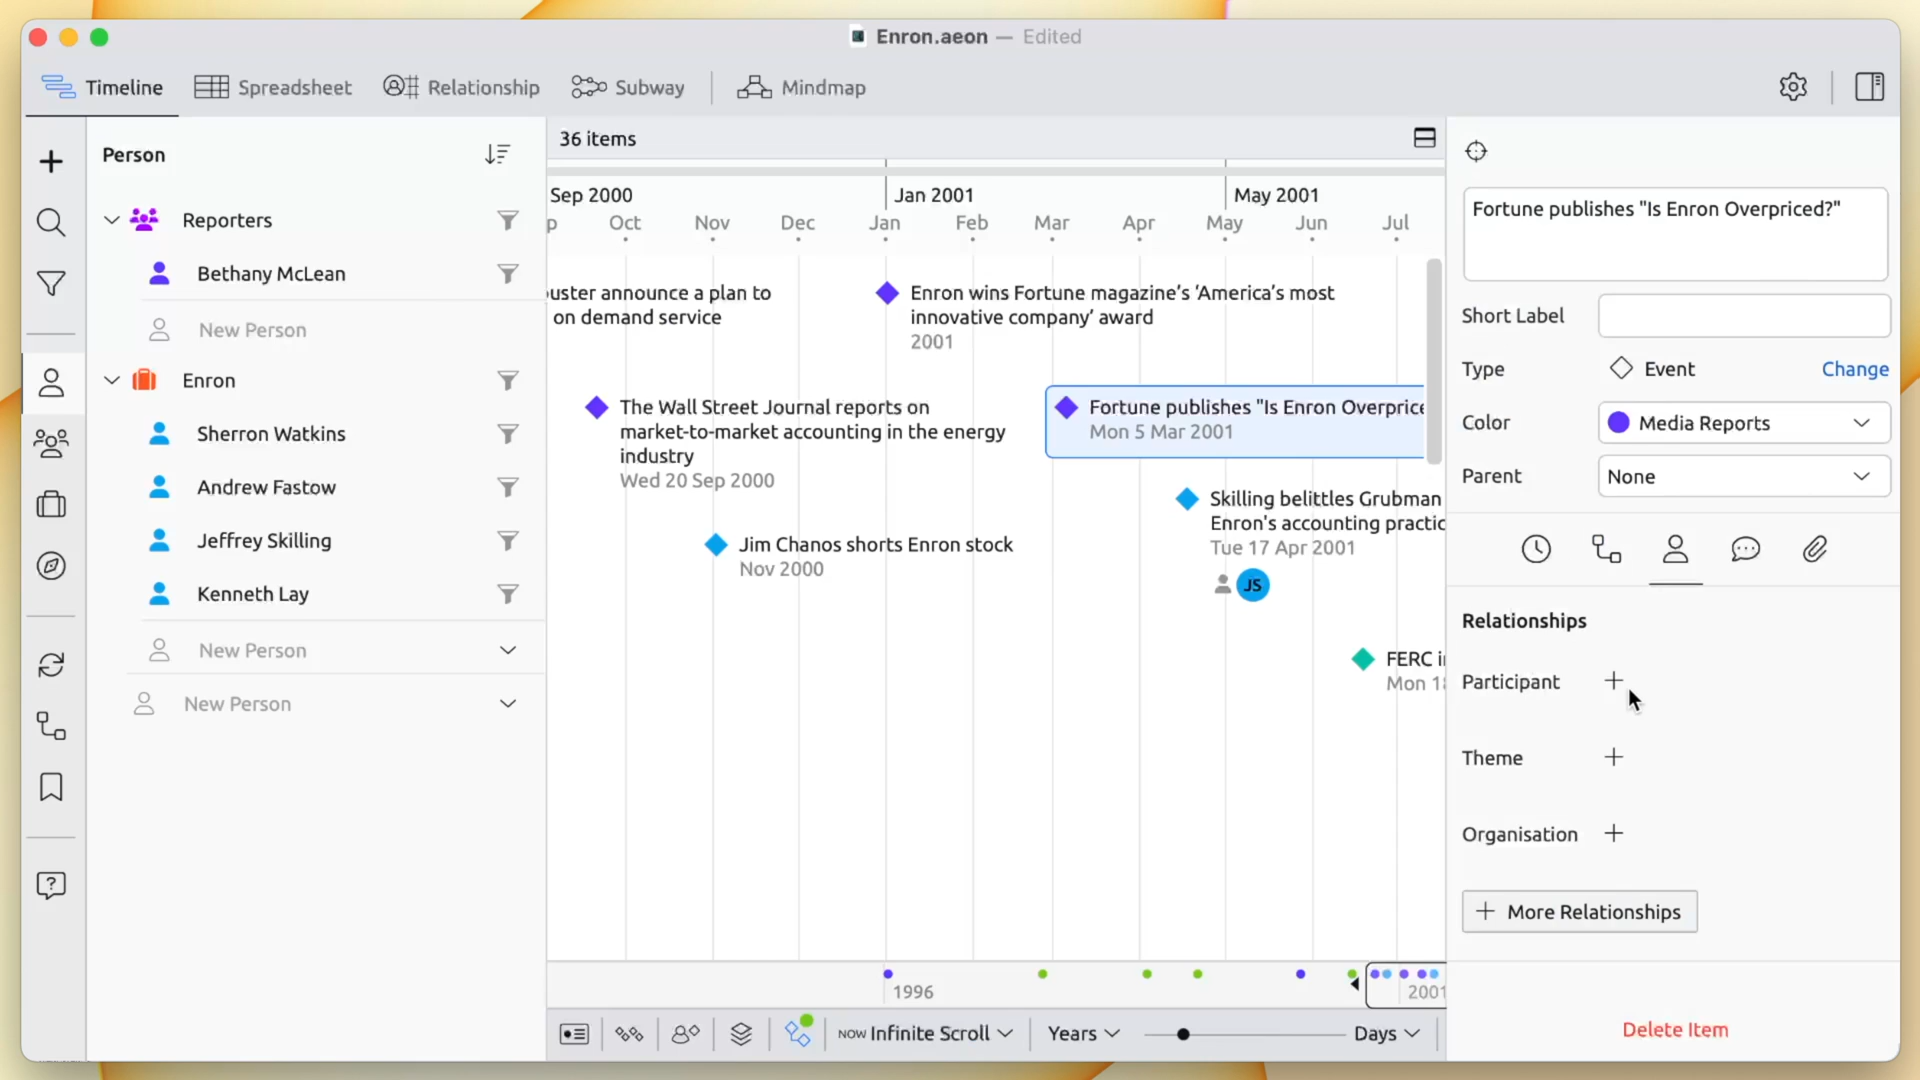 Enron.aeon — Edited
Timeline
Spreadsheet
Relationship
Subway
Mindmap
Person
Reporters
Bethany McLean
New Person
Enron
Sherron Watkins
Andrew Fastow
Jeffrey Skilling
Kenneth Lay
New Person
New Person
36 items
Sep 2000
Jan 2001
May 2001
p
Oct
Nov
Dec
Jan
Feb
Mar
Apr
May
Jun
Jul
uster announce a plan to
on demand service
Enron wins Fortune magazine’s ‘America’s most
innovative company’ award
2001
The Wall Street Journal reports on
market-to-market accounting in the energy
industry
Wed 20 Sep 2000
Fortune publishes "Is Enron Overprice
Mon 5 Mar 2001
Jim Chanos shorts Enron stock
Nov 2000
Skilling belittles Grubman
Enron's accounting practic
Tue 17 Apr 2001
JS
FERC i
Mon 18
1996
2001
NOW Infinite Scroll
Years
Days
Fortune publishes "Is Enron Overpriced?"
Short Label
Type
Event
Change
Color
Media Reports
Parent
None
Relationships
Participant
Theme
Organisation
More Relationships
Delete Item